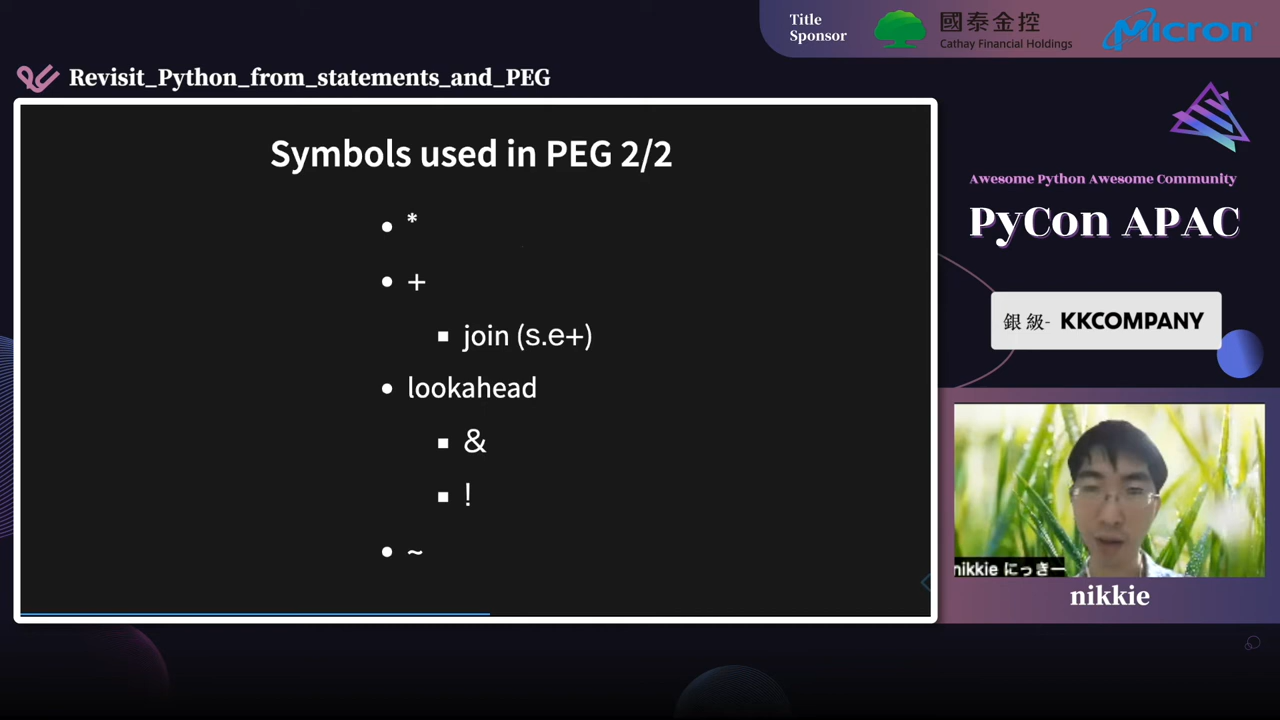 Title
Sponsor
國泰金控
Cathay Financial Holdings
Micron
Revisit_Python_from_statements_and_PEG
Symbols used in PEG 2/2
*
+
join (s.e+)
lookahead
&
!
~
Awesome Python Awesome Community
PyCon APAC
銀級- KKCOMPANY
nikkie にっきー
nikkie